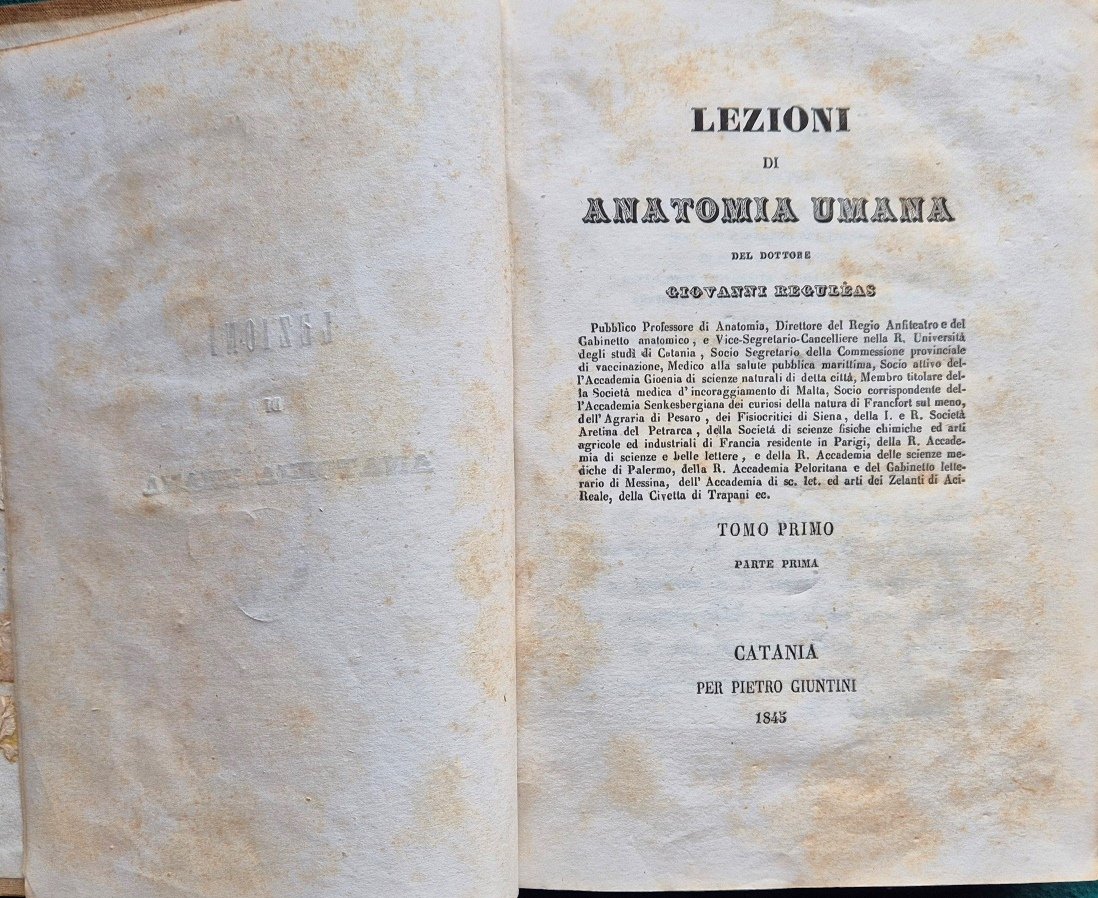 LEZIONI
DI
ANATOMIA UMANA
DEL DOTTORE
GIOVANNI REGULÈAS
Pubblico Professore di Anatomia, Direttore del Regio Anfiteatro e del
Gabinetto anatomico, e Vice-Segretario-Cancelliere nella R. Università
degli studî di Catania, Socio Segretario della Commessione provinciale
di vaccinazione, Medico alla salute pubblica marittima, Socio attivo del-
l'Accademia Gioenia di scienze naturali di detta città, Membro titolare del-
la Società medica d'incoraggiamento di Malta, Socio corrispondente del-
l'Accademia Senkesbergiana dei curiosi della natura di Francfort sul meno,
dell'Agraria di Pesaro, dei Fisiocritici di Siena, della I. e R. Società
Aretina del Petrarca, della Società di scienze fisiche chimiche ed arti
agricole ed industriali di Francia residente in Parigi, della R. Accade-
mia di scienze e belle lettere, e della R. Accademia delle scienze me-
diche di Palermo, della R. Accademia Peloritana e del Gabinetto lette-
rario di Messina, dell' Accademia di sc. let. ed arti dei Zelanti di Aci-
Reale, della Civetta di Trapani ec.
TOMO PRIMO
PARTE PRIMA
CATANIA
PER PIETRO GIUNTINI
1845